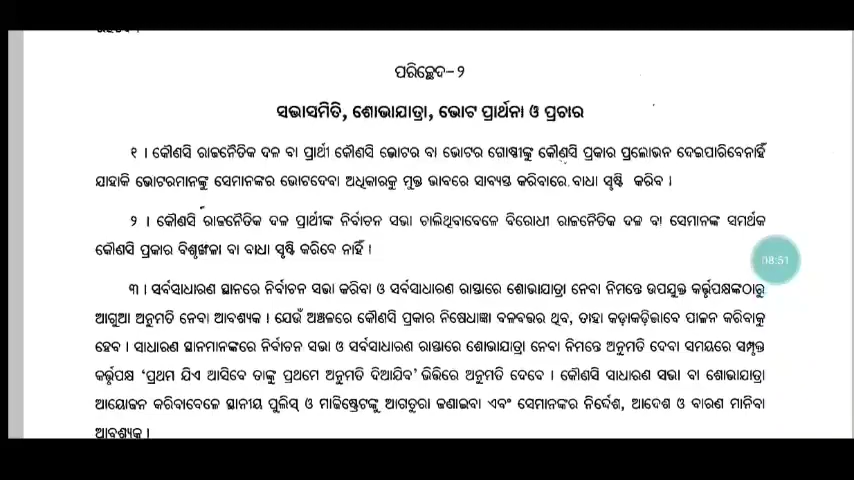 ପରିଚ୍ଛେଦ-୨
ସଭାସମିତି, ଶୋଭାଯାତ୍ରା, ଭୋଟ ପ୍ରାର୍ଥନା ଓ ପ୍ରଚାର
୧ । କୌଣସି ରାଜନୈତିକ ଦଳ ବା ପ୍ରାର୍ଥୀ କୌଣସି ଭୋଟର ବା ଭୋଟର ଗୋଷ୍ଠୀଙ୍କୁ କୌଣସି ପ୍ରକାର ପ୍ରଲୋଭନ ଦେଇପାରିବେନାହିଁ
ଯାହାକି ଭୋଟରମାନଙ୍କୁ ସେମାନଙ୍କର ଭୋଟଦେବା ଅଧିକାରକୁ ମୁକ୍ତ ଭାବରେ ସାବ୍ୟସ୍ତ କରିବାରେ ବାଧା ସୃଷ୍ଟି କରିବ ।
୨ । କୌଣସି ରାଜନୈତିକ ଦଳ ପ୍ରାର୍ଥୀଙ୍କ ନିର୍ବାଚନ ସଭା ଚାଲିଥିବାବେଳେ ବିରୋଧୀ ରାଜନୈତିକ ଦଳ ବା ସେମାନଙ୍କ ସମର୍ଥକ
କୌଣସି ପ୍ରକାର ବିଶୃଙ୍ଖଳା ବା ବାଧା ସୃଷ୍ଟି କରିବେ ନାହିଁ ।
08:51
୩ । ସର୍ବସାଧାରଣ ସ୍ଥାନରେ ନିର୍ବାଚନ ସଭା କରିବା ଓ ସର୍ବସାଧାରଣ ରାସ୍ତାରେ ଶୋଭାଯାତ୍ରା ନେବା ନିମନ୍ତେ ଉପଯୁକ୍ତ କର୍ତ୍ତୃପକ୍ଷଙ୍କଠାରୁ
ଆଗୁଆ ଅନୁମତି ନେବା ଆବଶ୍ୟକ । ଯେଉଁ ଅଞ୍ଚଳରେ କୌଣସି ପ୍ରକାର ନିଷେଧାଜ୍ଞା ବଳବତ୍ତର ଥିବ, ତାହା କଡ଼ାକଡ଼ିଭାବେ ପାଳନ କରିବାକୁ
ହେବ । ସାଧାରଣ ସ୍ଥାନମାନଙ୍କରେ ନିର୍ବାଚନ ସଭା ଓ ସର୍ବସାଧାରଣ ରାସ୍ତାରେ ଶୋଭାଯାତ୍ରା ନେବା ନିମନ୍ତେ ଅନୁମତି ଦେବା ସମୟରେ ସମ୍ପୃକ୍ତ
କର୍ତ୍ତୃପକ୍ଷ ‘ପ୍ରଥମ ଯିଏ ଆସିବେ ତାଙ୍କୁ ପ୍ରଥମେ ଅନୁମତି ଦିଆଯିବ’ ଭିତ୍ତିରେ ଅନୁମତି ଦେବେ । କୌଣସି ସାଧାରଣ ସଭା ବା ଶୋଭାଯାତ୍ରା
ଆୟୋଜନ କରିବାବେଳେ ସ୍ଥାନୀୟ ପୁଲିସ୍ ଓ ମାଜିଷ୍ଟ୍ରେଟଙ୍କୁ ଆଗତୁରା ଜଣାଇବା ଏବଂ ସେମାନଙ୍କର ନିର୍ଦ୍ଦେଶ, ଆଦେଶ ଓ ବାରଣ ମାନିବା
ଆବଶ୍ୟକ ।